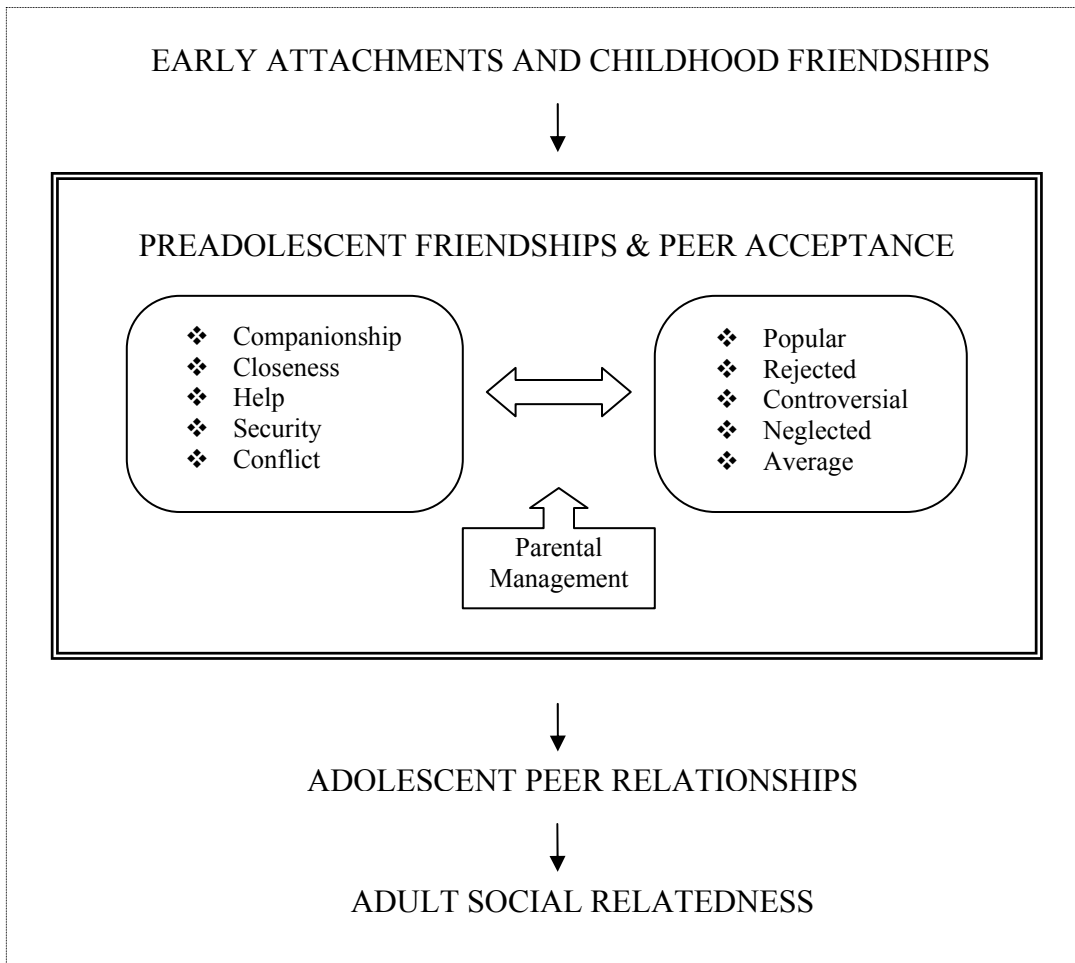 EARLY ATTACHMENTS AND CHILDHOOD FRIENDSHIPS
PREADOLESCENT FRIENDSHIPS & PEER ACCEPTANCE
❖ Companionship
❖ Closeness
❖ Help
❖ Security
❖ Conflict
❖ Popular
❖ Rejected
❖ Controversial
❖ Neglected
❖ Average
Parental
Management
ADOLESCENT PEER RELATIONSHIPS
ADULT SOCIAL RELATEDNESS